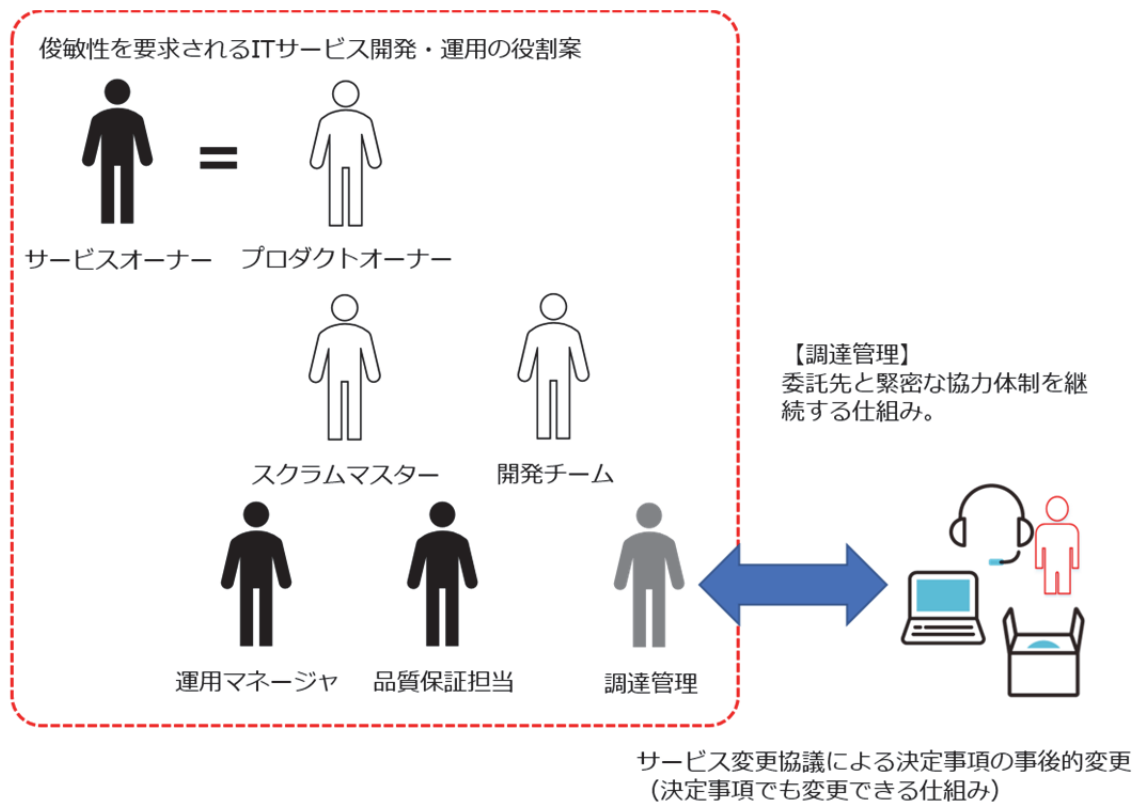 俊敏性を要求されるITサービス開発・運用の役割案
=
サービスオーナー プロダクトオーナー
スクラムマスター 開発チーム
【調達管理】
委託先と緊密な協力体制を継
続する仕組み。
運用マネージャ 品質保証担当 調達管理
サービス変更協議による決定事項の事後的変更
（決定事項でも変更できる仕組み）